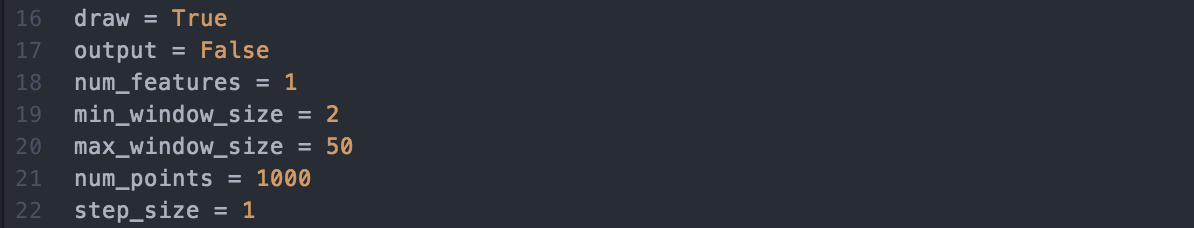 16 draw = True
17 output = False
18 num_features = 1
19 min_window_size = 2
20 max_window_size = 50
21 num_points = 1000
22 step_size = 1